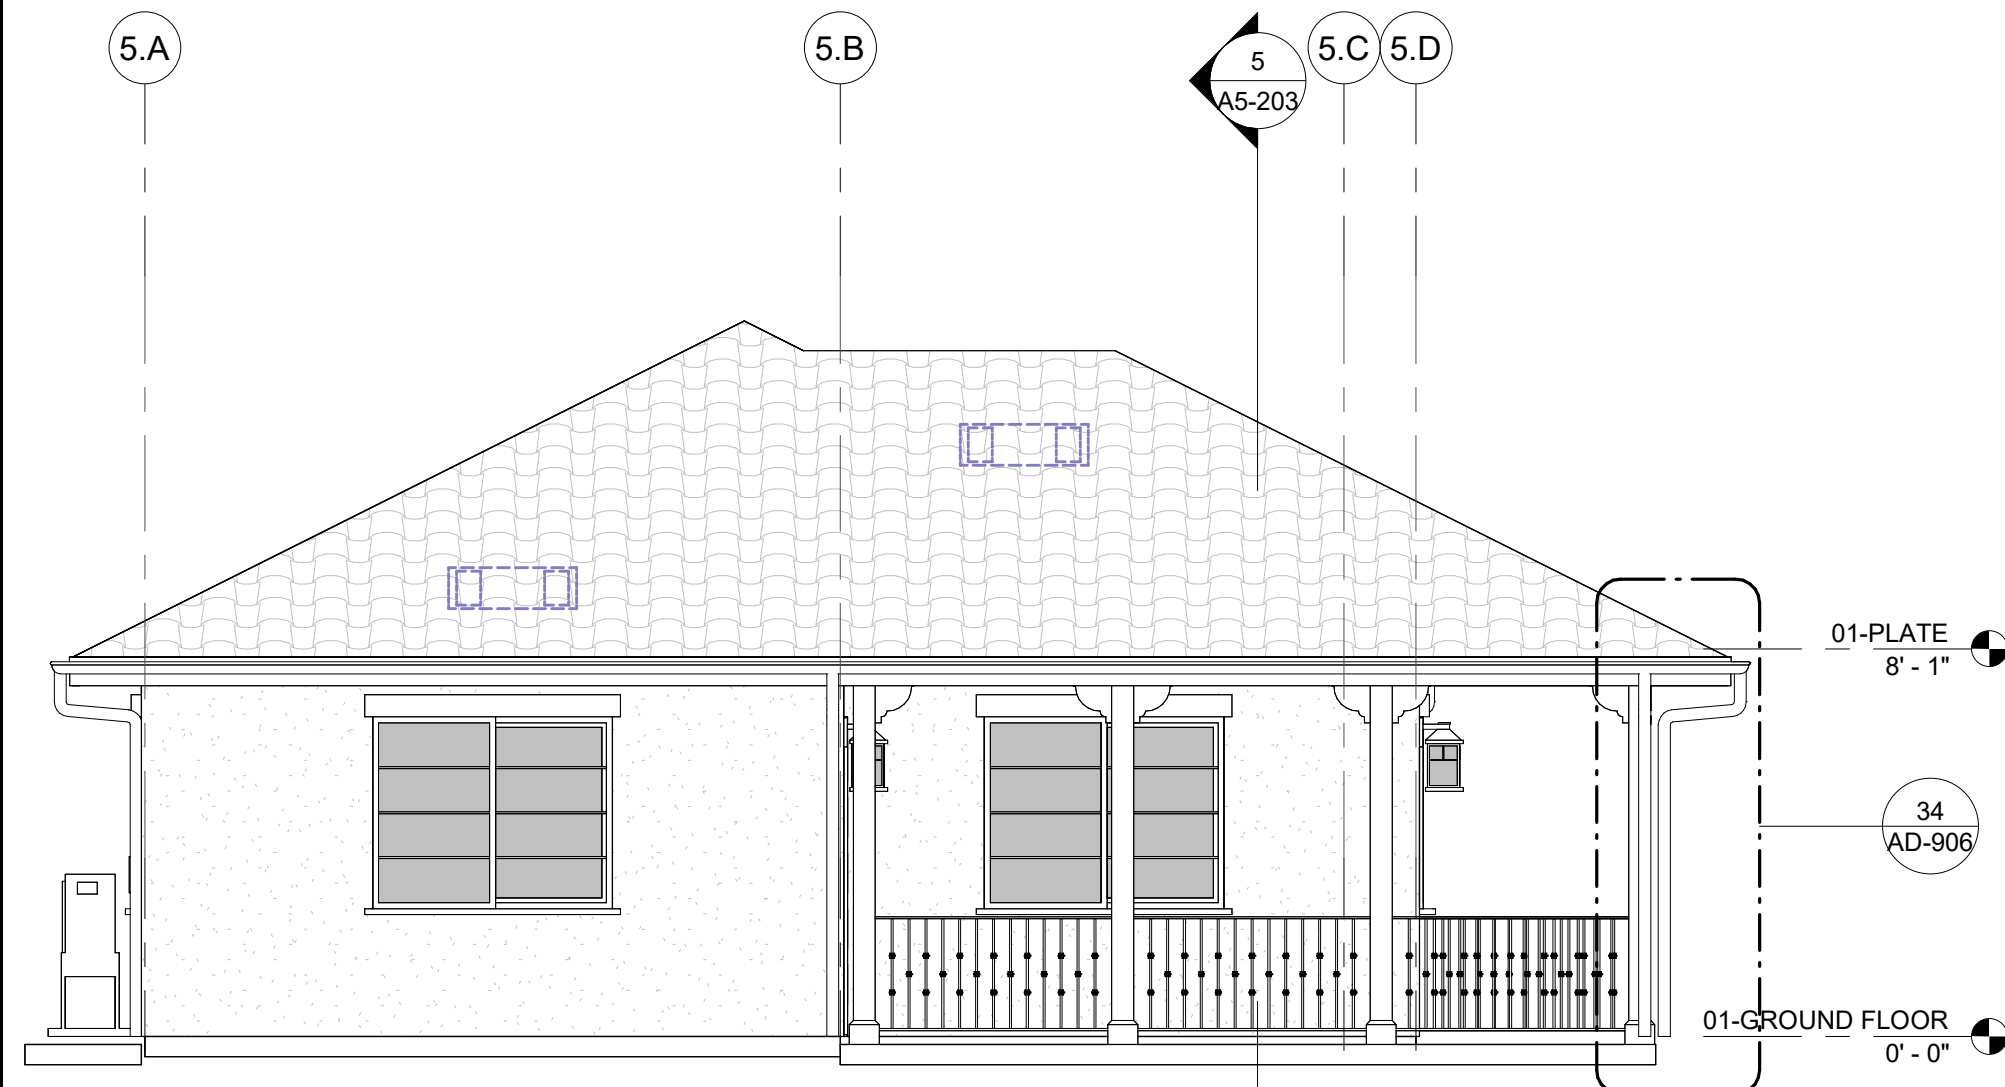 5.A
5.B
5
A5-203
5.C
5.D
01-PLATE
8' - 1"
34
AD-906
01-GROUND FLOOR
0' - 0"